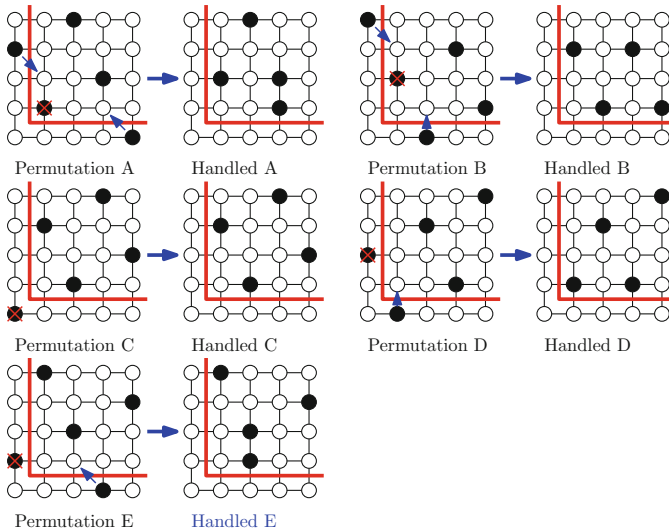 Permutation A
Handled A
Permutation B
Handled B
Permutation C
Handled C
Permutation D
Handled D
Permutation E
Handled E